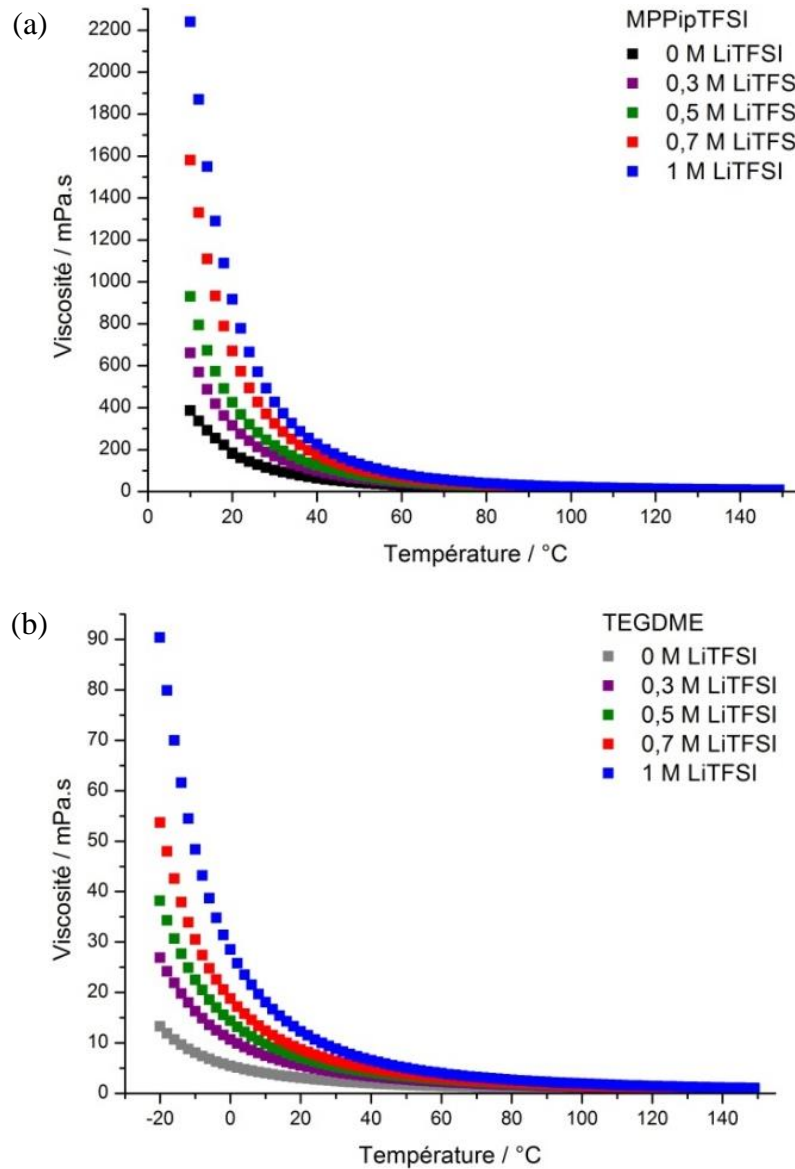 (a)
MPPipTFSI
0 M LiTFSI
0,3 M LiTFS
0,5 M LiTFS
0,7 M LiTFS
1 M LiTFSI
2200
2000
1800
1600
1400
1200
1000
800
600
400
200
0
Viscosité / mPa.s
0 20 40 60 80 100 120 140
Température / °C
(b)
TEGDME
0 M LiTFSI
0,3 M LiTFSI
0,5 M LiTFSI
0,7 M LiTFSI
1 M LiTFSI
90
80
70
60
50
40
30
20
10
0
Viscosité / mPa.s
-20 0 20 40 60 80 100 120 140
Température / °C